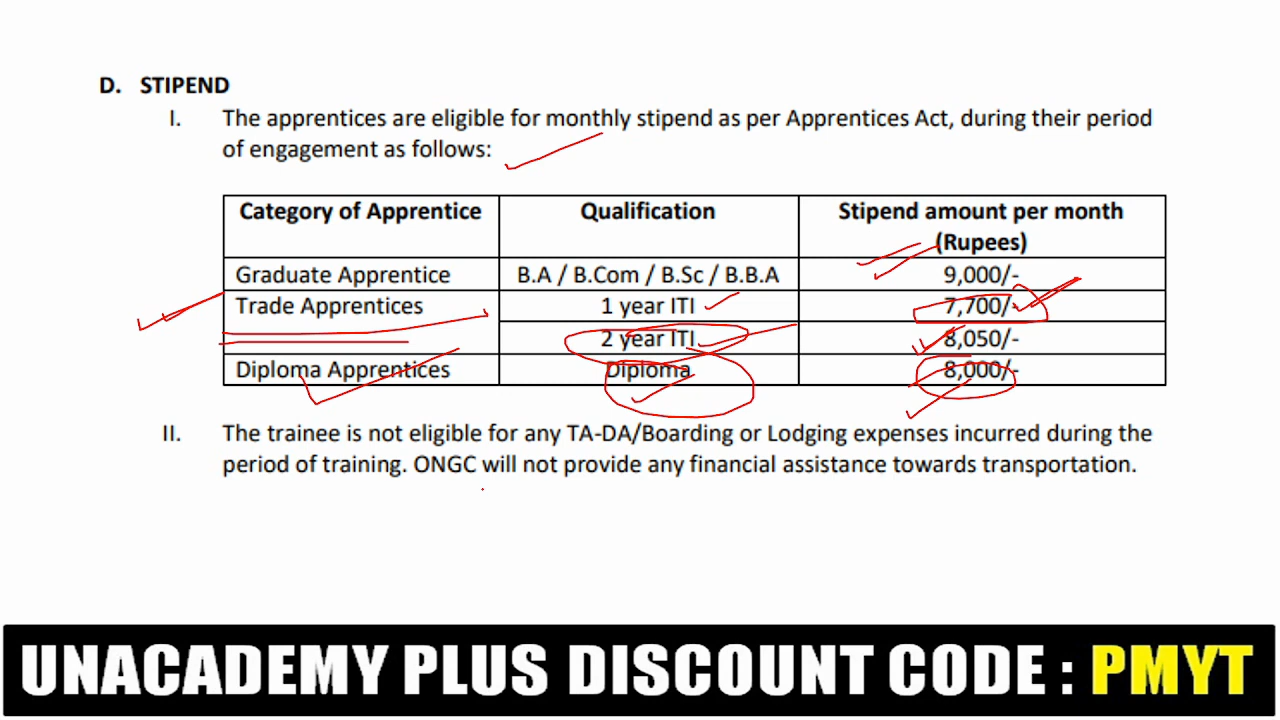 D. STIPEND
I. The apprentices are eligible for monthly stipend as per Apprentices Act, during their period
of engagement as follows:
Category of Apprentice Qualification Stipend amount per month
(Rupees)
Graduate Apprentice B.A / B.Com / B.Sc / B.B.A 9,000/-
Trade Apprentices 1 year ITI 7,700/-
2 year ITI 8,050/-
Diploma Apprentices Diploma 8,000/-
II. The trainee is not eligible for any TA-DA/Boarding or Lodging expenses incurred during the
period of training. ONGC will not provide any financial assistance towards transportation.
UNACADEMY PLUS DISCOUNT CODE : PMYT